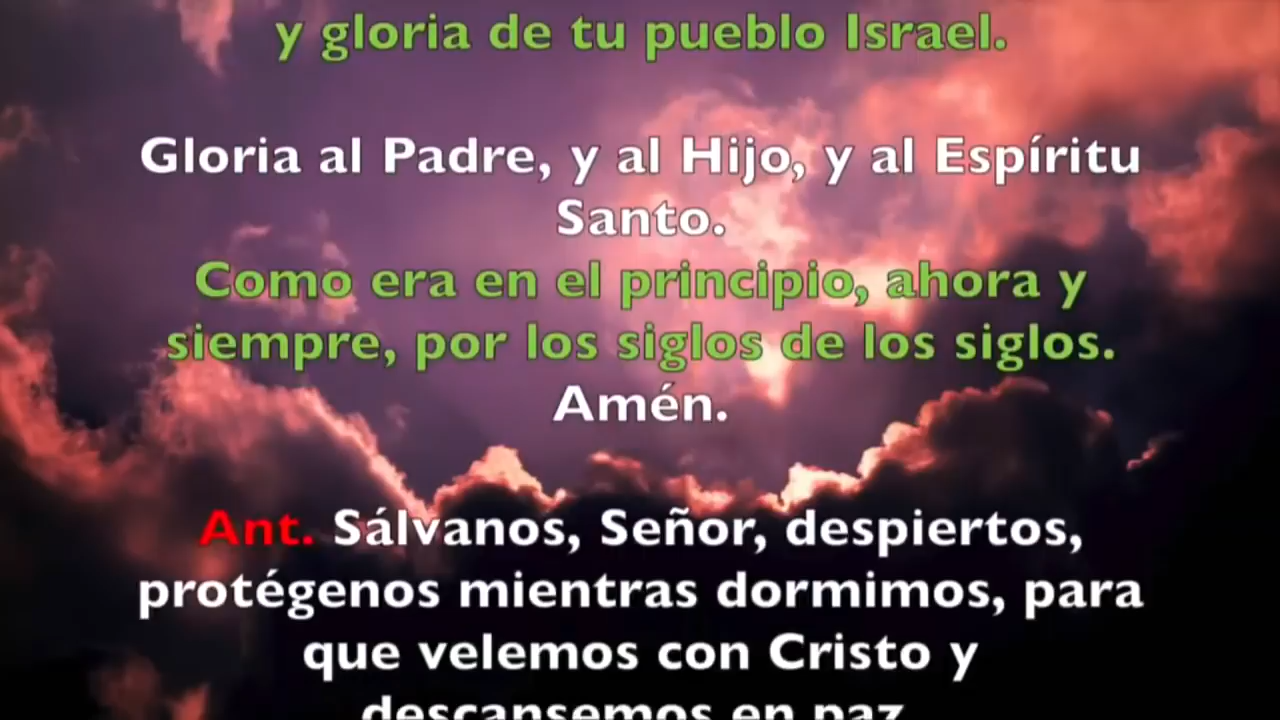 y gloria de tu pueblo Israel.
Gloria al Padre, y al Hijo, y al Espíritu
Santo.
Como era en el principio, ahora y
siempre, por los siglos de los siglos.
Amén.
Ant. Sálvanos, Señor, despiertos,
protégenos mientras dormimos, para
que velemos con Cristo y
descansemos en paz